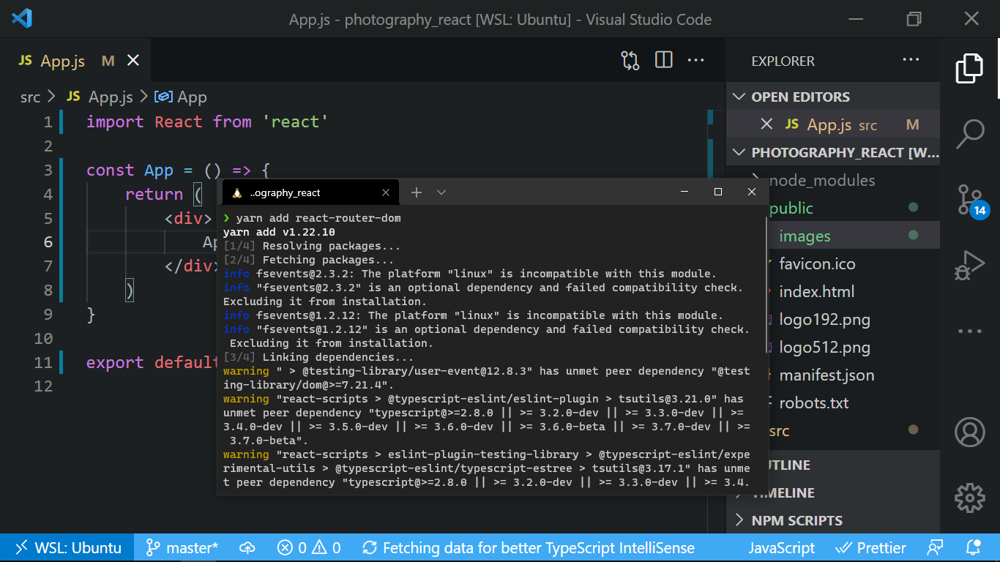 App.js - photography_react [WSL: Ubuntu] - Visual Studio Code
JS App.js M
src > JS App.js > App
1 import React from 'react'
2
3 const App = () => {
4 return (
5 <div>
6 Ap
7 </div>
8 )
9 }
10
11 export default
12
..ography_react
❯ yarn add react-router-dom
yarn add v1.22.10
[1/4] Resolving packages...
[2/4] Fetching packages...
info fsevents@2.3.2: The platform "linux" is incompatible with this module.
info "fsevents@2.3.2" is an optional dependency and failed compatibility check.
Excluding it from installation.
info fsevents@1.2.12: The platform "linux" is incompatible with this module.
info "fsevents@1.2.12" is an optional dependency and failed compatibility check.
Excluding it from installation.
[3/4] Linking dependencies...
warning " > @testing-library/user-event@12.8.3" has unmet peer dependency "@test
ing-library/dom@>=7.21.4".
warning "react-scripts > @typescript-eslint/eslint-plugin > tsutils@3.21.0" has
unmet peer dependency "typescript@>=2.8.0 || >= 3.2.0-dev || >= 3.3.0-dev || >=
3.4.0-dev || >= 3.5.0-dev || >= 3.6.0-dev || >= 3.6.0-beta || >= 3.7.0-dev || >=
3.7.0-beta".
warning "react-scripts > eslint-plugin-testing-library > @typescript-eslint/expe
rimental-utils > @typescript-eslint/typescript-estree > tsutils@3.17.1" has unme
t peer dependency "typescript@>=2.8.0 || >= 3.2.0-dev || >= 3.3.0-dev || >= 3.4.
EXPLORER
OPEN EDITORS
JS App.js src M
PHOTOGRAPHY_REACT [W...
node_modules
public
images
favicon.ico
index.html
logo192.png
logo512.png
manifest.json
robots.txt
src
UTLINE
TIMELINE
NPM SCRIPTS
14
WSL: Ubuntu master* 0 0 Fetching data for better TypeScript IntelliSense JavaScript Prettier